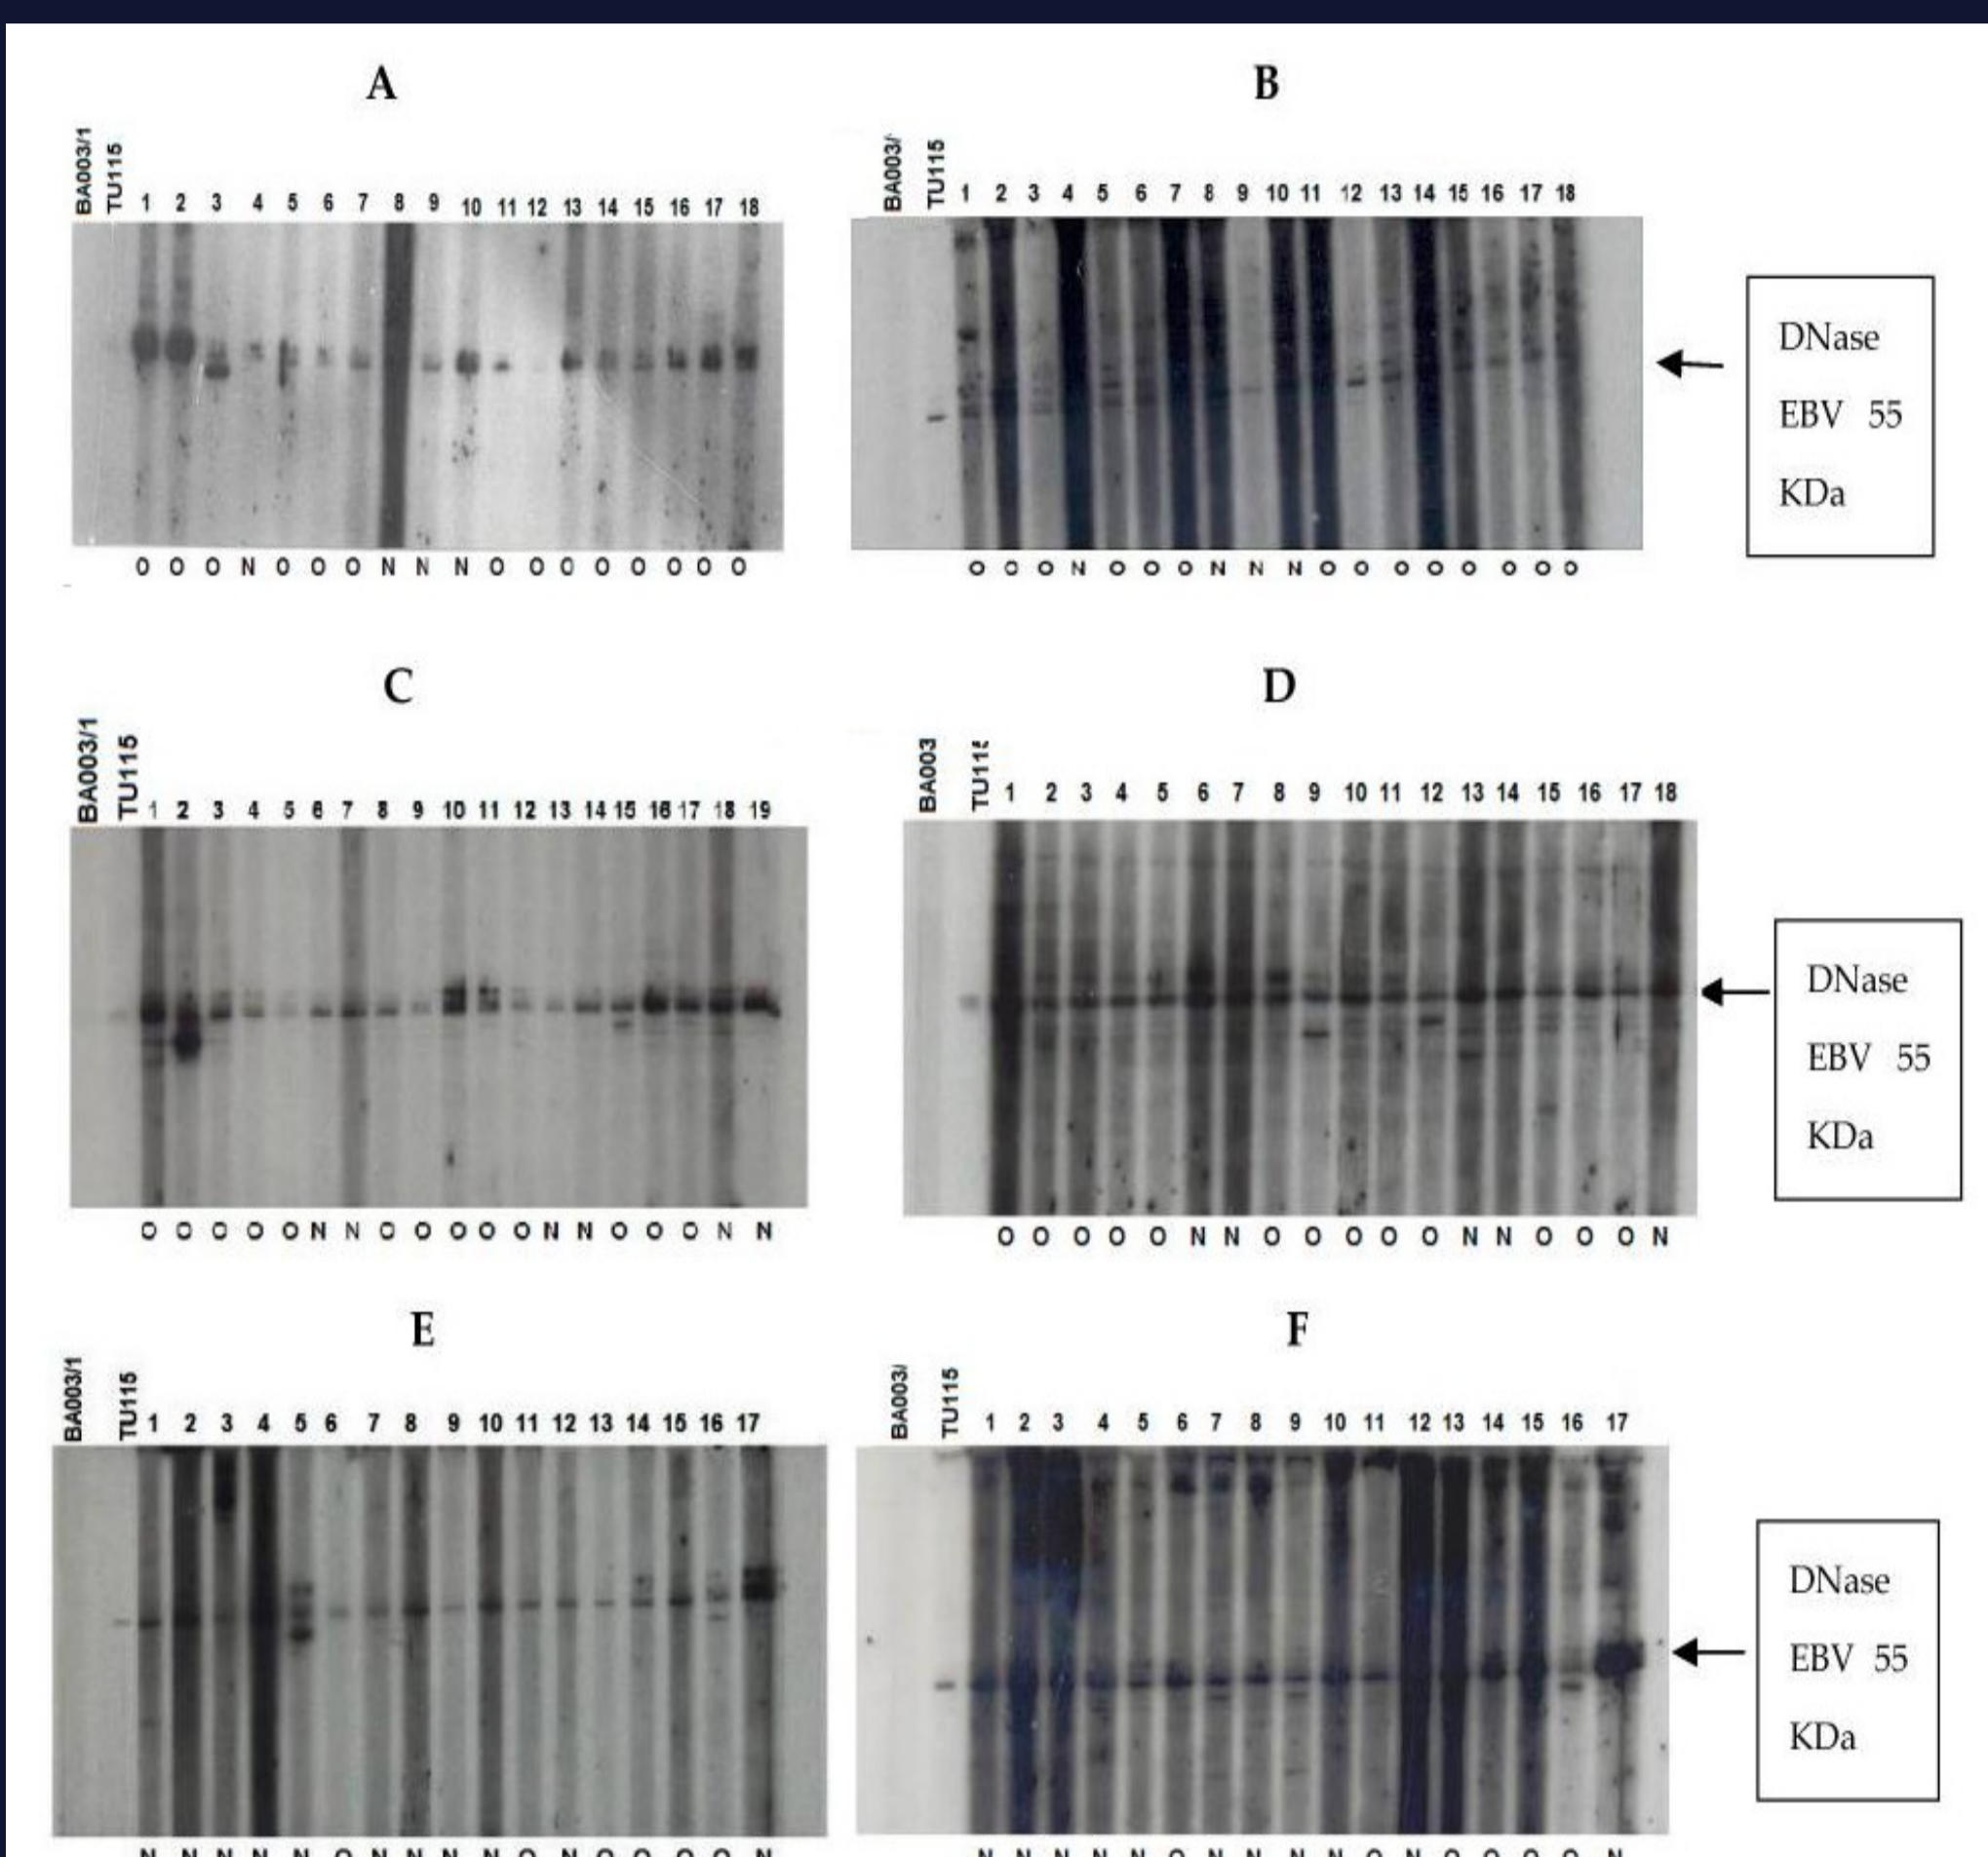 A
BA003/1 TU115 1 2 3 4 5 6 7 8 9 10 11 12 13 14 15 16 17 18
O O O N O O O N N N O O O O O O O O
B
BA003/ TU115 1 2 3 4 5 6 7 8 9 10 11 12 13 14 15 16 17 18
O O O N O O O N N N O O O O O O O O
DNase
EBV 55
KDa
C
BA003/1 TU115 1 2 3 4 5 6 7 8 9 10 11 12 13 14 15 16 17 18 19
O O O O O N N O O O O O N N O O O N N
D
BA003 TU115 1 2 3 4 5 6 7 8 9 10 11 12 13 14 15 16 17 18
O O O O O N N O O O O O N N O O O N
DNase
EBV 55
KDa
E
BA003/1 TU115 1 2 3 4 5 6 7 8 9 10 11 12 13 14 15 16 17
F
BA003/ TU115 1 2 3 4 5 6 7 8 9 10 11 12 13 14 15 16 17
DNase
EBV 55
KDa